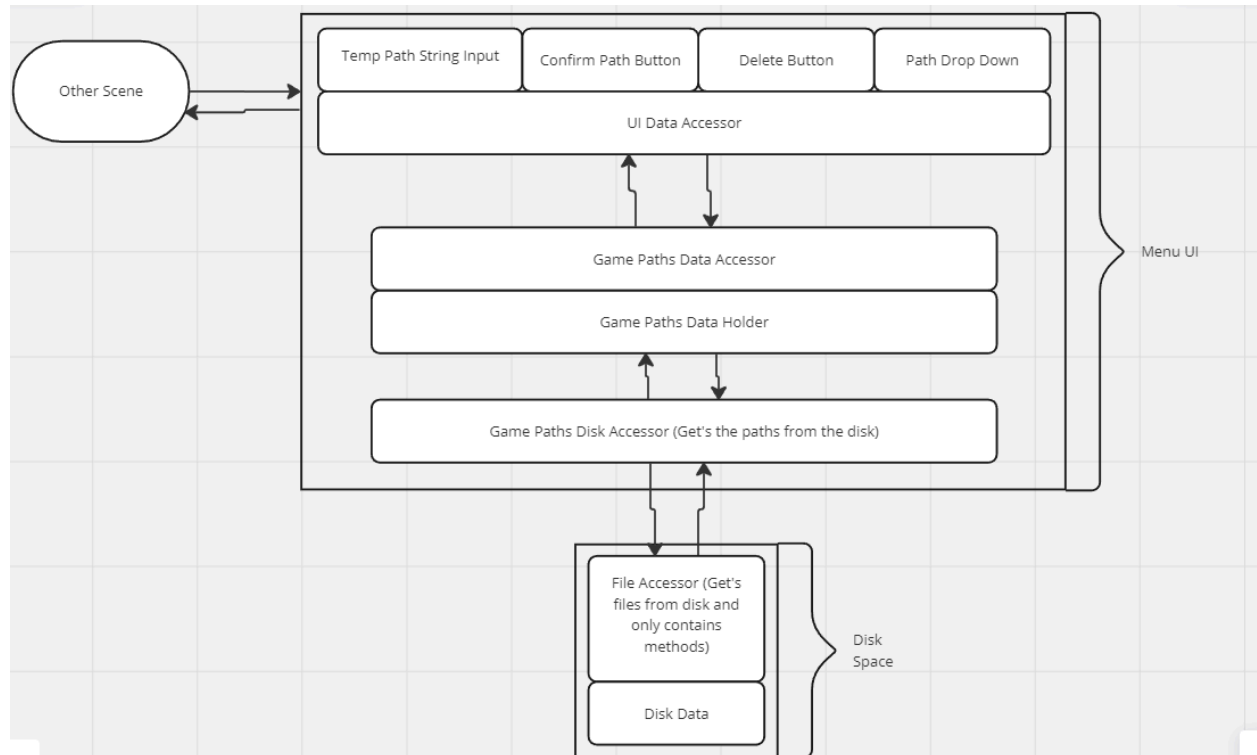 Temp Path String Input
Confirm Path Button
Delete Button
Path Drop Down
Other Scene
UI Data Accessor
Menu UI
Game Paths Data Accessor
Game Paths Data Holder
Game Paths Disk Accessor (Get's the paths from the disk)
File Accessor (Get's
files from disk and
only contains
methods)
Disk
Space
Disk Data